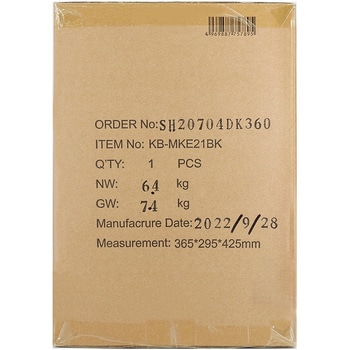 4969887757895
ORDER No:SH20704DK360
ITEM No: KB-MKE21BK
Q'TY: 1 PCS
NW: 6.4 kg
GW: 7.4 kg
Manufacrure Date: 2022/9/28
Measurement: 365*295*425mm